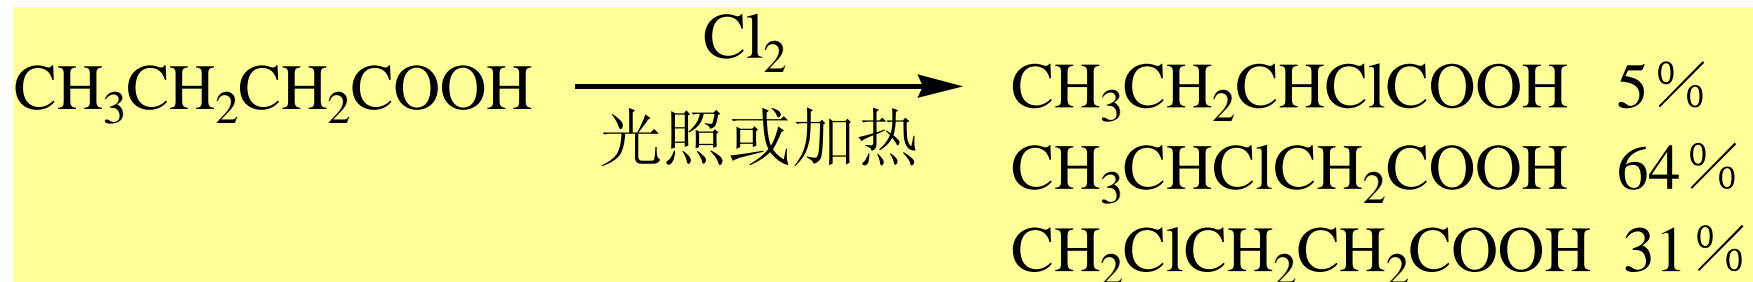 Cl₂
CH₃CH₂CH₂COOH CH₃CH₂CHClCOOH 5%
光照或加热
CH₃CHClCH₂COOH 64%
CH₂ClCH₂CH₂COOH 31%